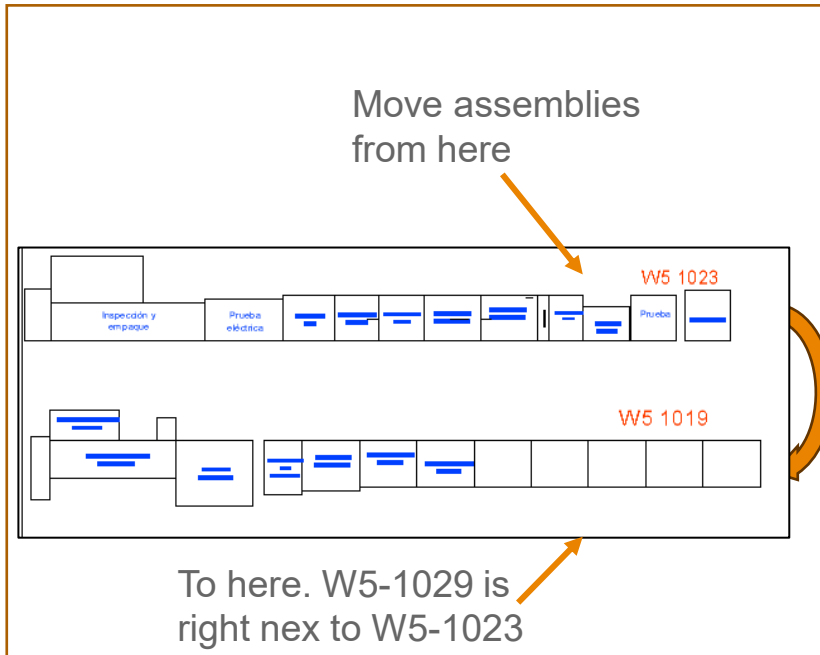 Move assemblies
from here
W5 1023
Inspección y
empaque
Prueba
eléctrica
Prueba
W5 1019
To here. W5-1029 is
right nex to W5-1023